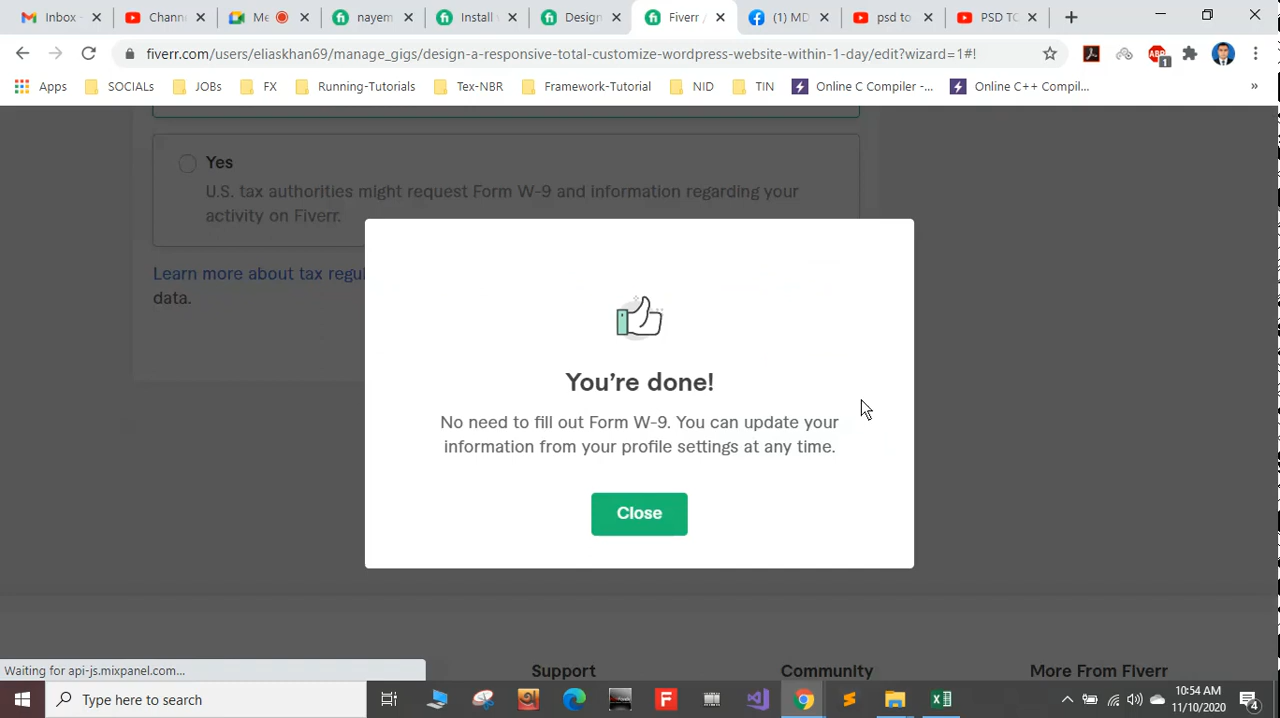 Inbox -
Chann
Me
nayem
Install v
Design
Fiverr /
(1) MD
psd to
PSD TO
fiverr.com/users/eliaskhan69/manage_gigs/design-a-responsive-total-customize-wordpress-website-within-1-day/edit?wizard=1#!
ABP
1
Apps
SOCIALs
JOBs
FX
Running-Tutorials
Tex-NBR
Framework-Tutorial
NID
TIN
Online C Compiler -...
Online C++ Compil...
»
Yes
U.S. tax authorities might request Form W-9 and information regarding your
activity on Fiverr.
Learn more about tax regul
data.
You're done!
No need to fill out Form W-9. You can update your
information from your profile settings at any time.
Close
Waiting for api-js.mixpanel.com...
Support
Community
More From Fiverr
Type here to search
F
10:54 AM
11/10/2020
4